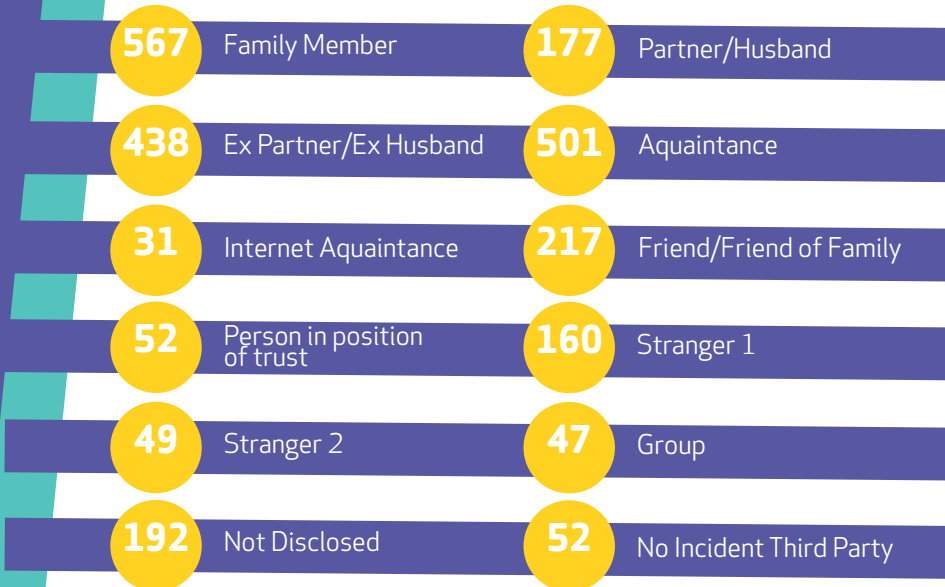 567 Family Member 177 Partner/Husband
438 Ex Partner/Ex Husband 501 Aquaintance
31 Internet Aquaintance 217 Friend/Friend of Family
52 Person in position
of trust 160 Stranger 1
49 Stranger 2 47 Group
192 Not Disclosed 52 No Incident Third Party